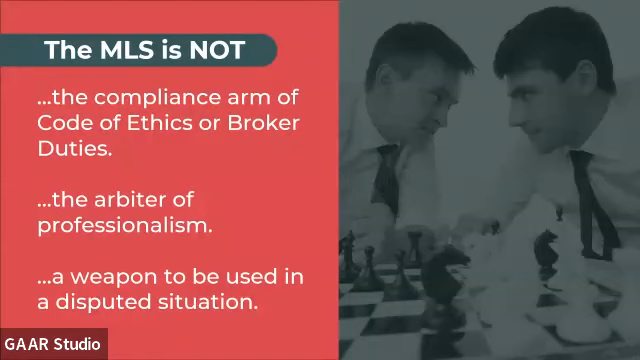 The MLS is NOT
...the compliance arm of
Code of Ethics or Broker
Duties.
...the arbiter of
professionalism.
...a weapon to be used in
a disputed situation.
GAAR Studio